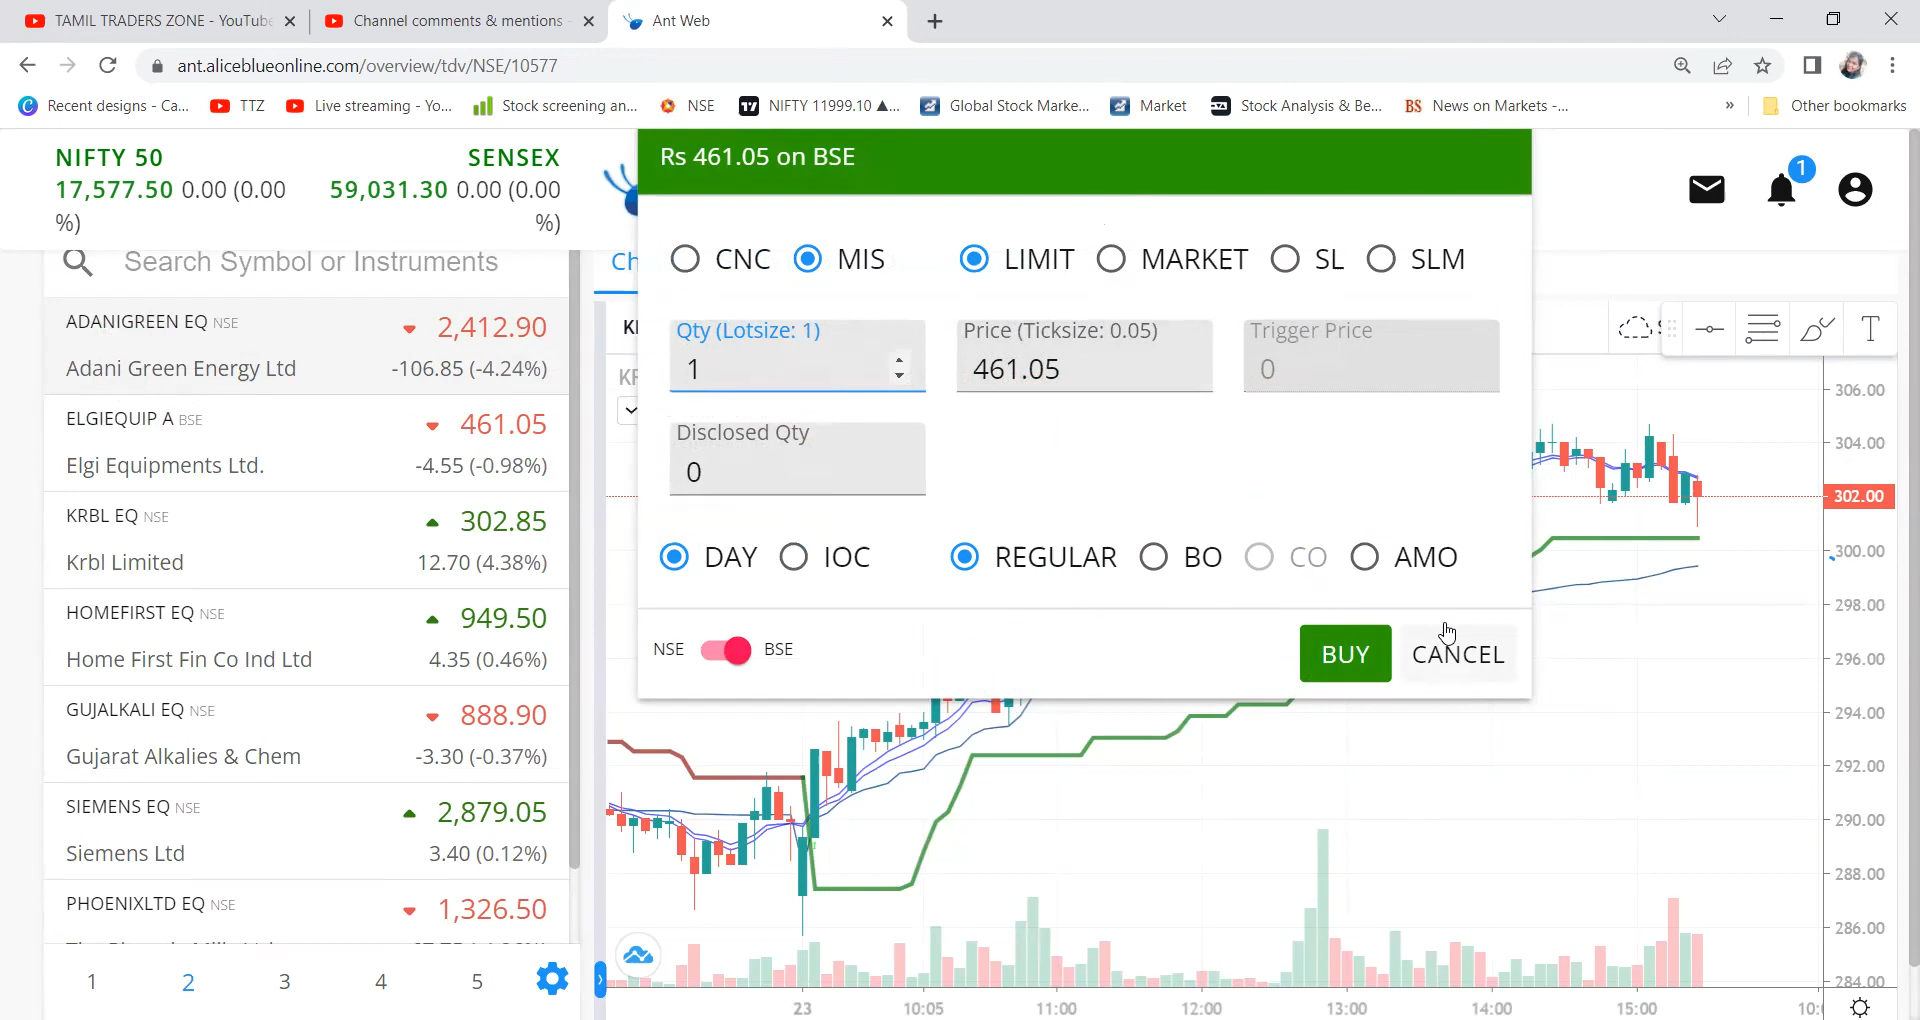 TAMIL TRADERS ZONE - YouTube
Channel comments & mentions -
Ant Web
ant.aliceblueonline.com/overview/tdv/NSE/10577
Recent designs - Ca...
TTZ
Live streaming - Yo...
Stock screening an...
NSE
NIFTY 11999.10 ▲...
Global Stock Marke...
Market
Stock Analysis & Be...
BS News on Markets -...
»
Other bookmarks
NIFTY 50
17,577.50 0.00 (0.00
%)
SENSEX
59,031.30 0.00 (0.00
%)
1
Search Symbol or Instruments
ADANIGREEN EQ NSE
2,412.90
Adani Green Energy Ltd
-106.85 (-4.24%)
ELGIEQUIP A BSE
461.05
Elgi Equipments Ltd.
-4.55 (-0.98%)
KRBL EQ NSE
302.85
Krbl Limited
12.70 (4.38%)
HOMEFIRST EQ NSE
949.50
Home First Fin Co Ind Ltd
4.35 (0.46%)
GUJALKALI EQ NSE
888.90
Gujarat Alkalies & Chem
-3.30 (-0.37%)
SIEMENS EQ NSE
2,879.05
Siemens Ltd
3.40 (0.12%)
PHOENIXLTD EQ NSE
1,326.50
1 2 3 4 5
Rs 461.05 on BSE
CNC MIS LIMIT MARKET SL SLM
Qty (Lotsize: 1)
1
Price (Ticksize: 0.05)
461.05
Trigger Price
0
Disclosed Qty
0
DAY IOC REGULAR BO CO AMO
NSE BSE
BUY CANCEL
T
306.00
304.00
302.00
300.00
298.00
296.00
294.00
292.00
290.00
288.00
286.00
284.00
23 10:05 11:00 12:00 13:00 14:00 15:00